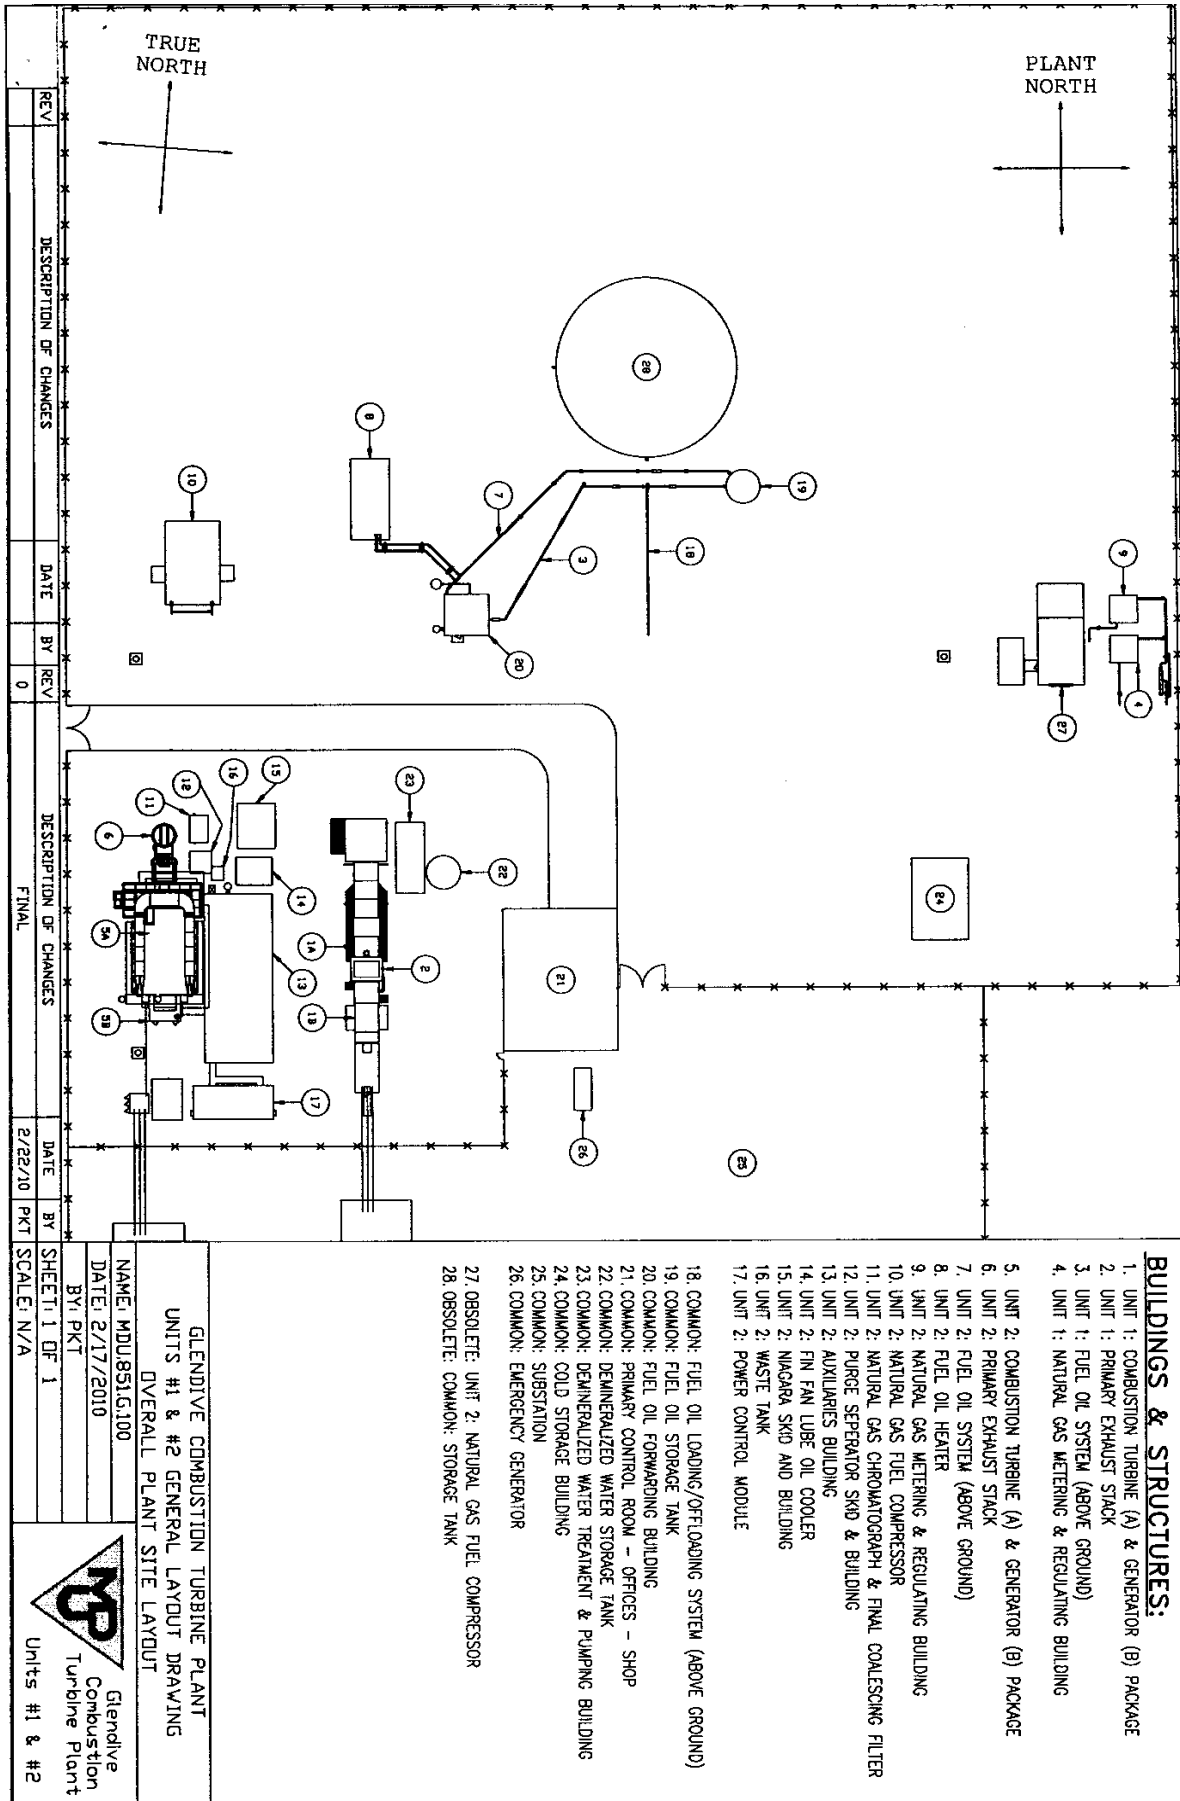 TRUE
NORTH
PLANT
NORTH
28
8
19
7
10
3
18
9
20
4
27
16
15
12
23
11
6
22
14
24
5A
1A
2
21
13
5B
1B
17
26
25
BUILDINGS & STRUCTURES:
1. UNIT 1: COMBUSTION TURBINE (A) & GENERATOR (B) PACKAGE
2. UNIT 1: PRIMARY EXHAUST STACK
3. UNIT 1: FUEL OIL SYSTEM (ABOVE GROUND)
4. UNIT 1: NATURAL GAS METERING & REGULATING BUILDING
5. UNIT 2: COMBUSTION TURBINE (A) & GENERATOR (B) PACKAGE
6. UNIT 2: PRIMARY EXHAUST STACK
7. UNIT 2: FUEL OIL SYSTEM (ABOVE GROUND)
8. UNIT 2: FUEL OIL HEATER
9. UNIT 2: NATURAL GAS METERING & REGULATING BUILDING
10. UNIT 2: NATURAL GAS FUEL COMPRESSOR
11. UNIT 2: NATURAL GAS CHROMATOGRAPH & FINAL COALESCING FILTER
12. UNIT 2: PURGE SEPERATOR SKID & BUILDING
13. UNIT 2: AUXILIARIES BUILDING
14. UNIT 2: FIN FAN LUBE OIL COOLER
15. UNIT 2: NIAGARA SKID AND BUILDING
16. UNIT 2: WASTE TANK
17. UNIT 2: POWER CONTROL MODULE
18. COMMON: FUEL OIL LOADING/OFFLOADING SYSTEM (ABOVE GROUND)
19. COMMON: FUEL OIL STORAGE TANK
20. COMMON: FUEL OIL FORWARDING BUILDING
21. COMMON: PRIMARY CONTROL ROOM - OFFICES - SHOP
22. COMMON: DEMINERALIZED WATER STORAGE TANK
23. COMMON: DEMINERALIZED WATER TREATMENT & PUMPING BUILDING
24. COMMON: COLD STORAGE BUILDING
25. COMMON: SUBSTATION
26. COMMON: EMERGENCY GENERATOR
27. OBSOLETE: UNIT 2: NATURAL GAS FUEL COMPRESSOR
28. OBSOLETE: COMMON: STORAGE TANK
REV DESCRIPTION OF CHANGES DATE BY REV DESCRIPTION OF CHANGES DATE BY
0 FINAL 2/22/10 PKT
GLENDIVE COMBUSTION TURBINE PLANT
UNITS #1 & #2 GENERAL LAYOUT DRAWING
OVERALL PLANT SITE LAYOUT
NAME: MDU.851.G.100
DATE: 2/17/2010
BY: PKT
SHEET: 1 OF 1
SCALE: N/A
MDU
Glendive
Combustion
Turbine Plant
Units #1 & #2